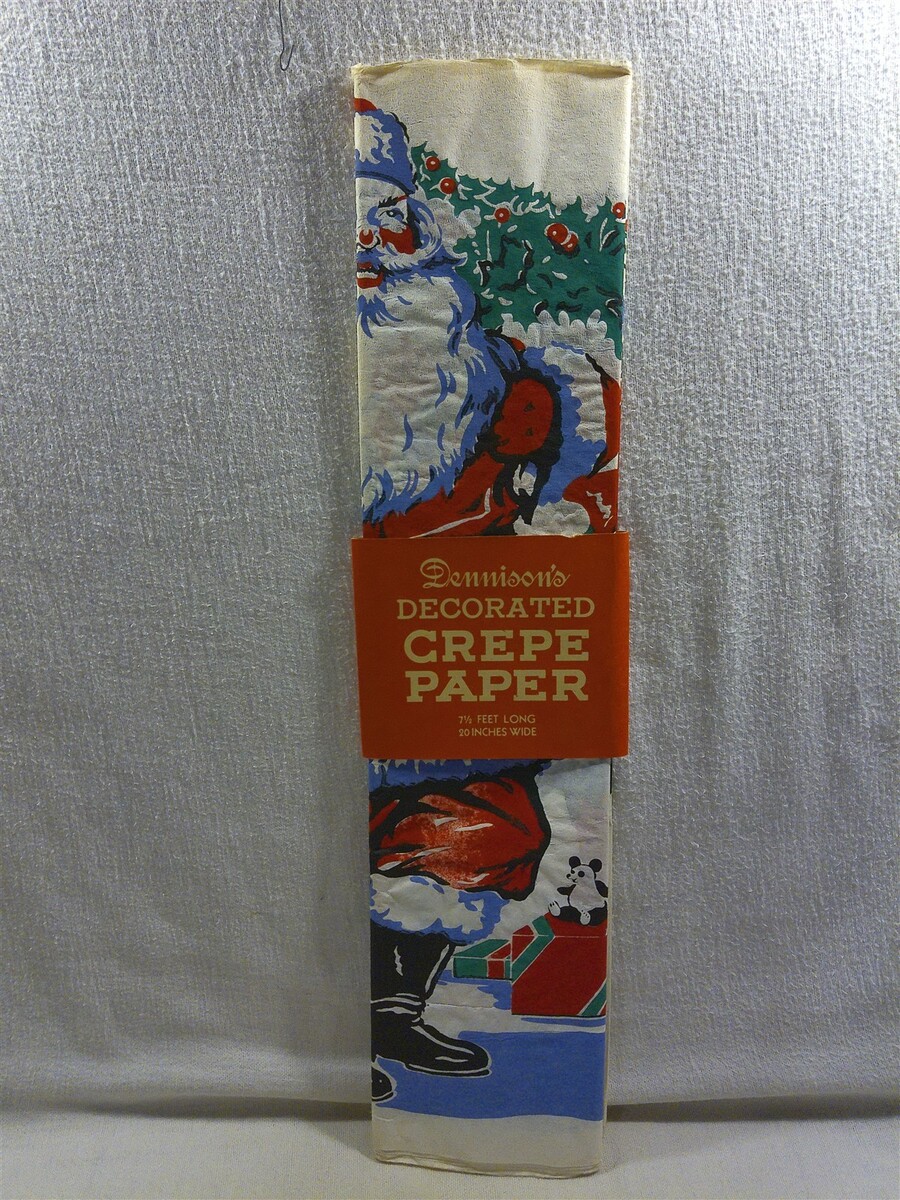 Dennison's
DECORATED
CREPE
PAPER
7½ FEET LONG
20 INCHES WIDE